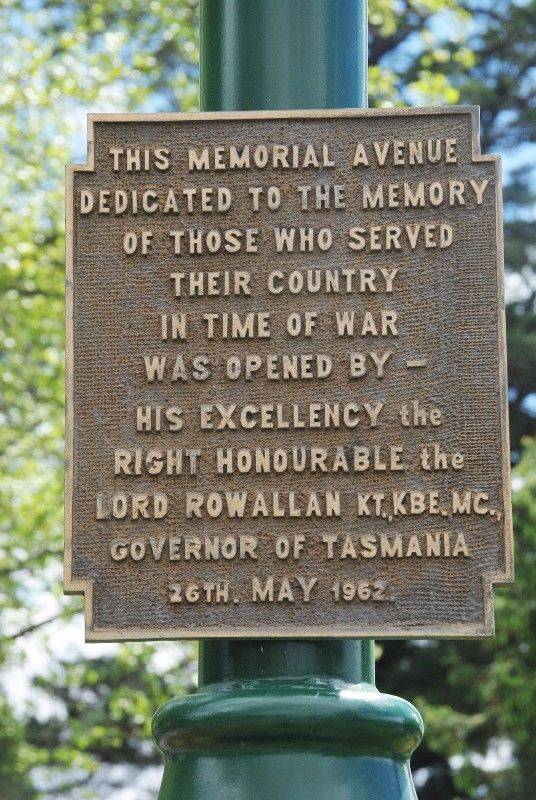 THIS MEMORIAL AVENUE
DEDICATED TO THE MEMORY
OF THOSE WHO SERVED
THEIR COUNTRY
IN TIME OF WAR
WAS OPENED BY –
HIS EXCELLENCY the
RIGHT HONOURABLE the
LORD ROWALLAN KT.,KBE.MC.,
GOVERNOR OF TASMANIA
26TH. MAY 1962.